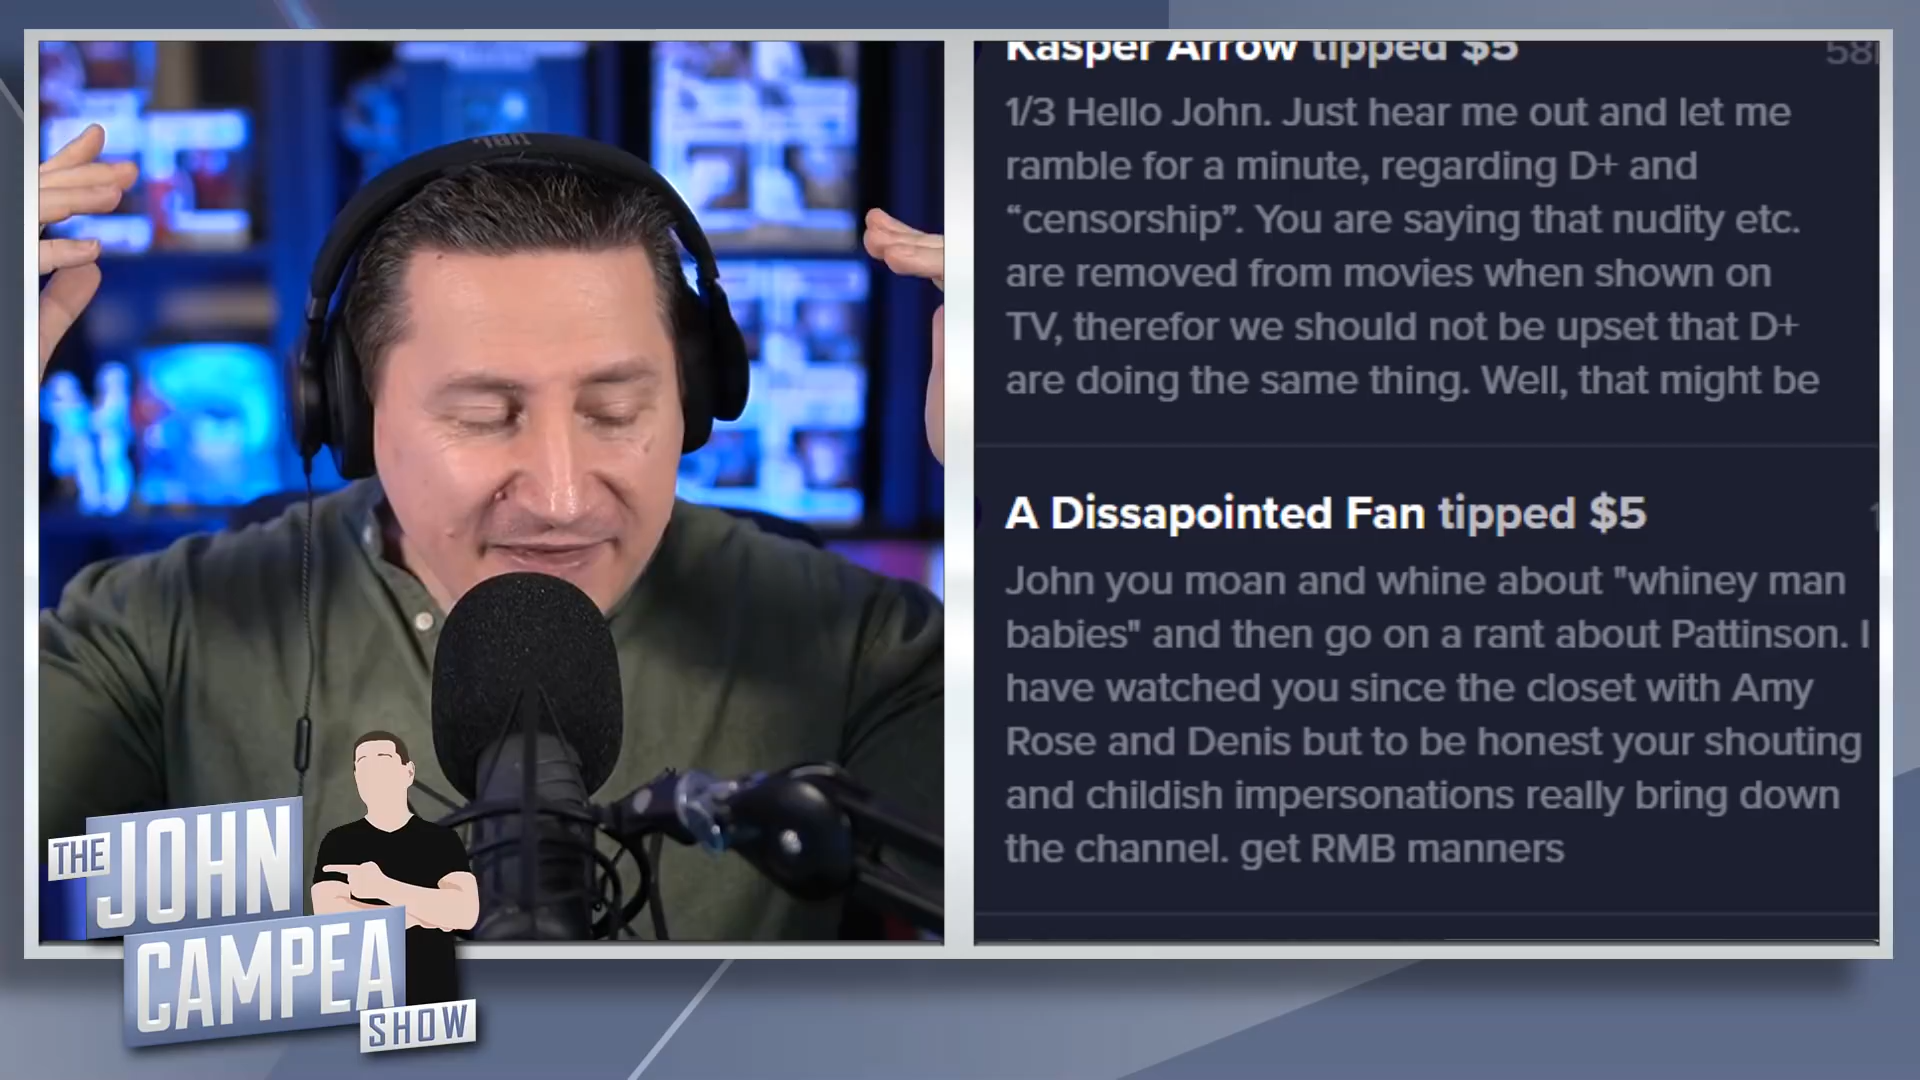 Kasper Arrow tipped $5
1/3 Hello John. Just hear me out and let me
ramble for a minute, regarding D+ and
“censorship”. You are saying that nudity etc.
are removed from movies when shown on
TV, therefor we should not be upset that D+
are doing the same thing. Well, that might be
A Dissapointed Fan tipped $5
John you moan and whine about "whiney man
babies" and then go on a rant about Pattinson. I
have watched you since the closet with Amy
Rose and Denis but to be honest your shouting
and childish impersonations really bring down
the channel. get RMB manners
JBL
THE
JOHN
CAMPEA
SHOW